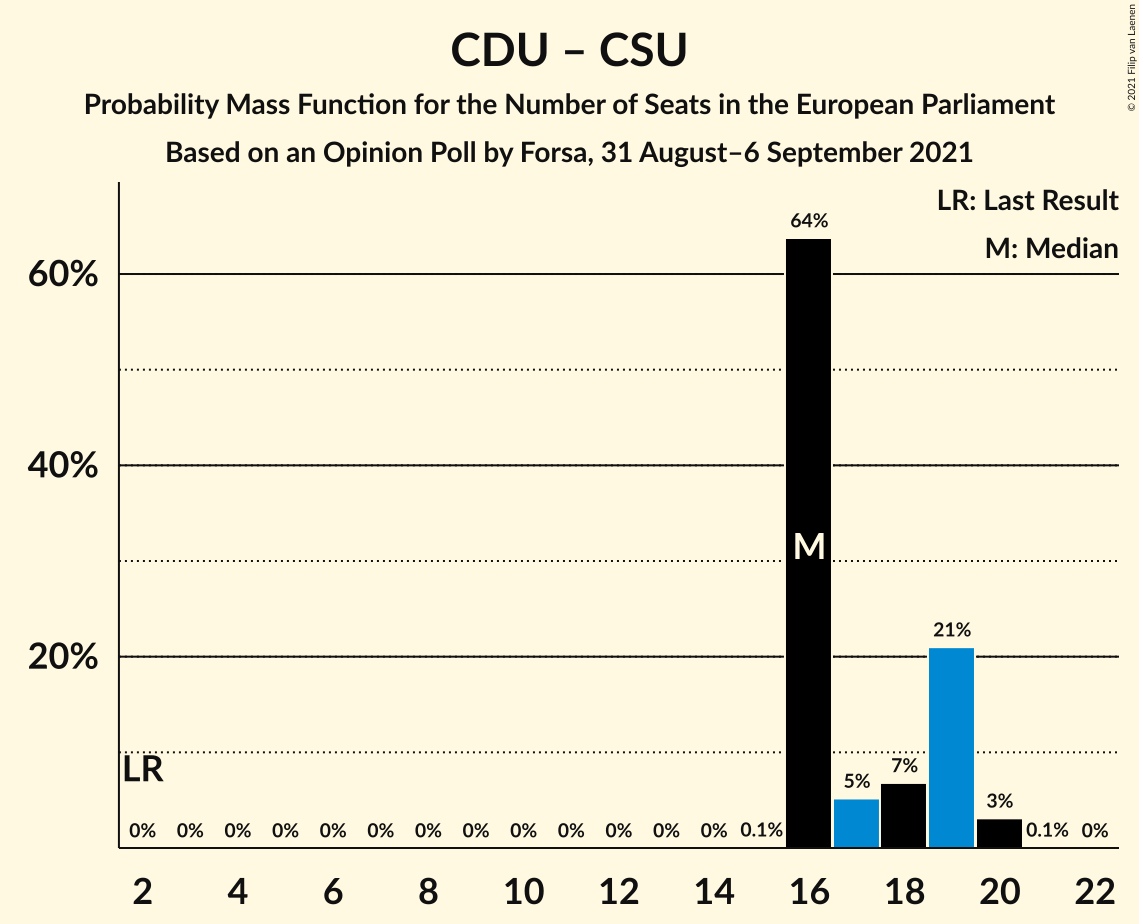 CDU – CSU
Probability Mass Function for the Number of Seats in the European Parliament
Based on an Opinion Poll by Forsa, 31 August–6 September 2021
© 2021 Filip van Laenen
LR: Last Result
M: Median
64%
60%
40%
M
21%
20%
LR
7%
5%
3%
0% 0% 0% 0% 0% 0% 0% 0% 0% 0% 0% 0% 0% 0.1% 0.1% 0%
2 4 6 8 10 12 14 16 18 20 22